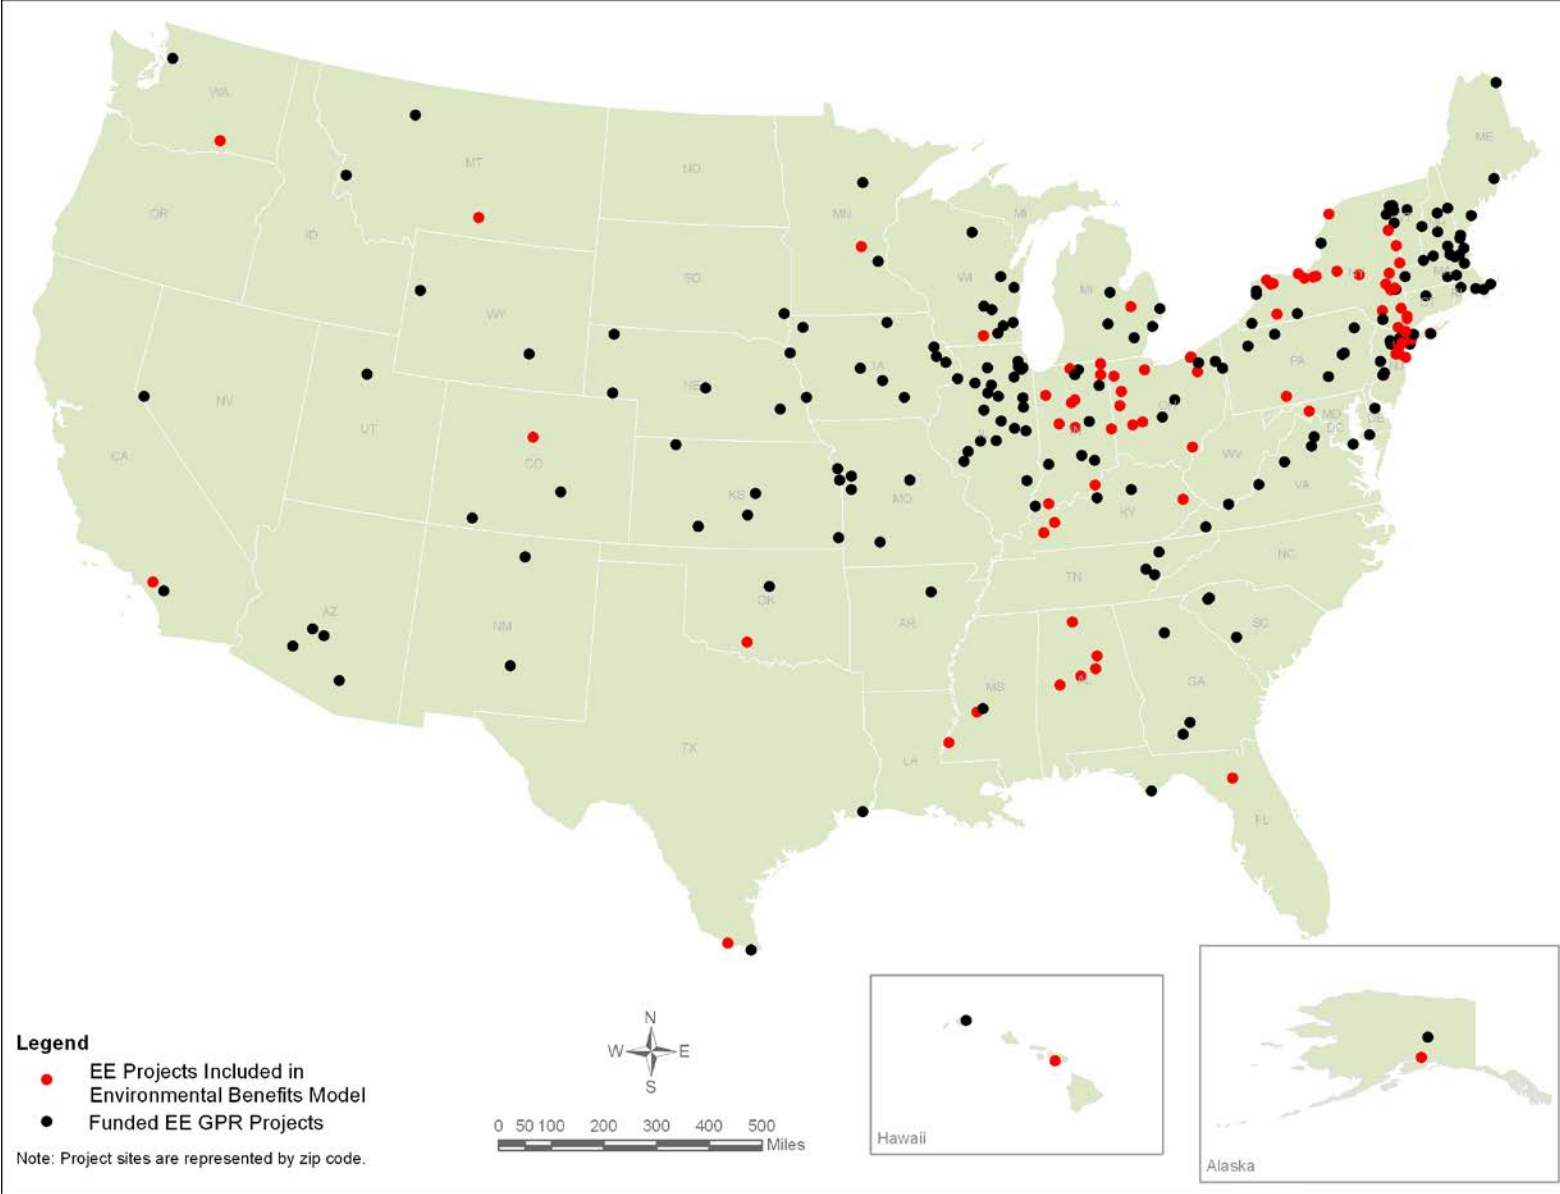 WA
MT
ND
ME
OR
MN
MI
ID
SD
WI
MI
WY
IA
NE
PA
NV
UT
CA
CO
MD
DC
DE
WV
VA
KS
MO
KY
NC
TN
AZ
OK
NM
AR
SC
MS
GA
TX
LA
FL
Legend
EE Projects Included in
Environmental Benefits Model
Funded EE GPR Projects
Note: Project sites are represented by zip code.
N
W E
S
0 50 100 200 300 400 500
Miles
Hawaii
Alaska